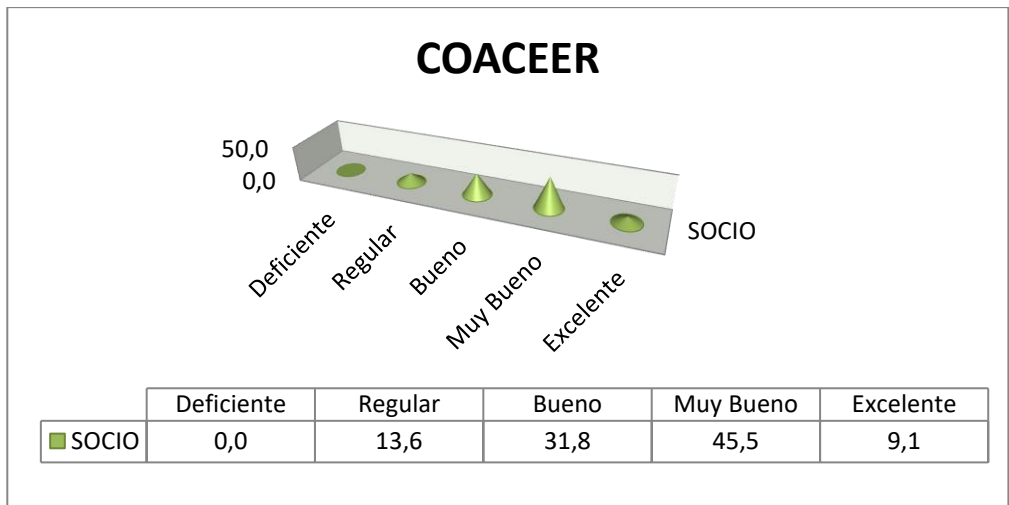 COACEER
50,0
0,0
Deficiente
Regular
Bueno
Muy Bueno
Excelente
SOCIO
Deficiente Regular Bueno Muy Bueno Excelente
SOCIO 0,0 13,6 31,8 45,5 9,1